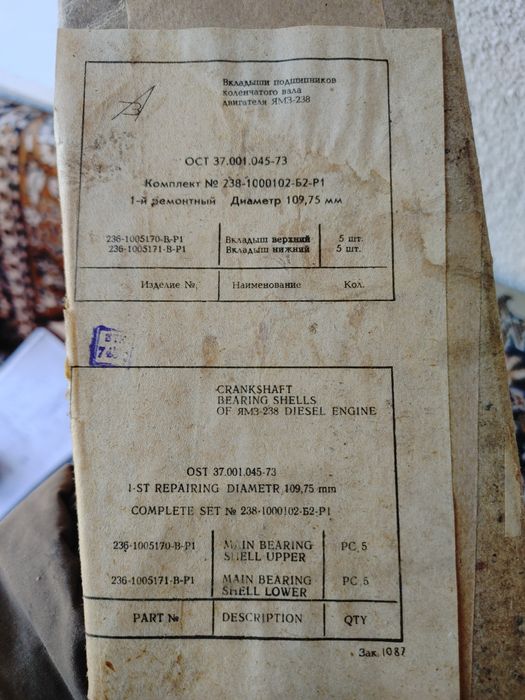 Вкладыши подшипников
коленчатого вала
двигателя ЯМЗ-238
ОСТ 37.001.045-73
Комплект № 238-1000102-Б2-Р1
1-й ремонтный Диаметр 109,75 мм
236-1005170-В-Р1 Вкладыш верхний 5 шт.
236-1005171-В-Р1 Вкладыш нижний 5 шт.
Изделие №. Наименование Кол.
CRANKSHAFT
BEARING SHELLS
OF ЯМЗ-238 DIESEL ENGINE
OST 37.001.045-73
1-ST REPAIRING DIAMETR 109,75 mm
COMPLETE SET № 238-1000102-Б2-Р1
236-1005170-В-Р1 MAIN BEARING PC 5
SHELL UPPER
236-1005171-В-Р1 MAIN BEARING PC 5
SHELL LOWER
PART № DESCRIPTION QTY
Зак. 1087